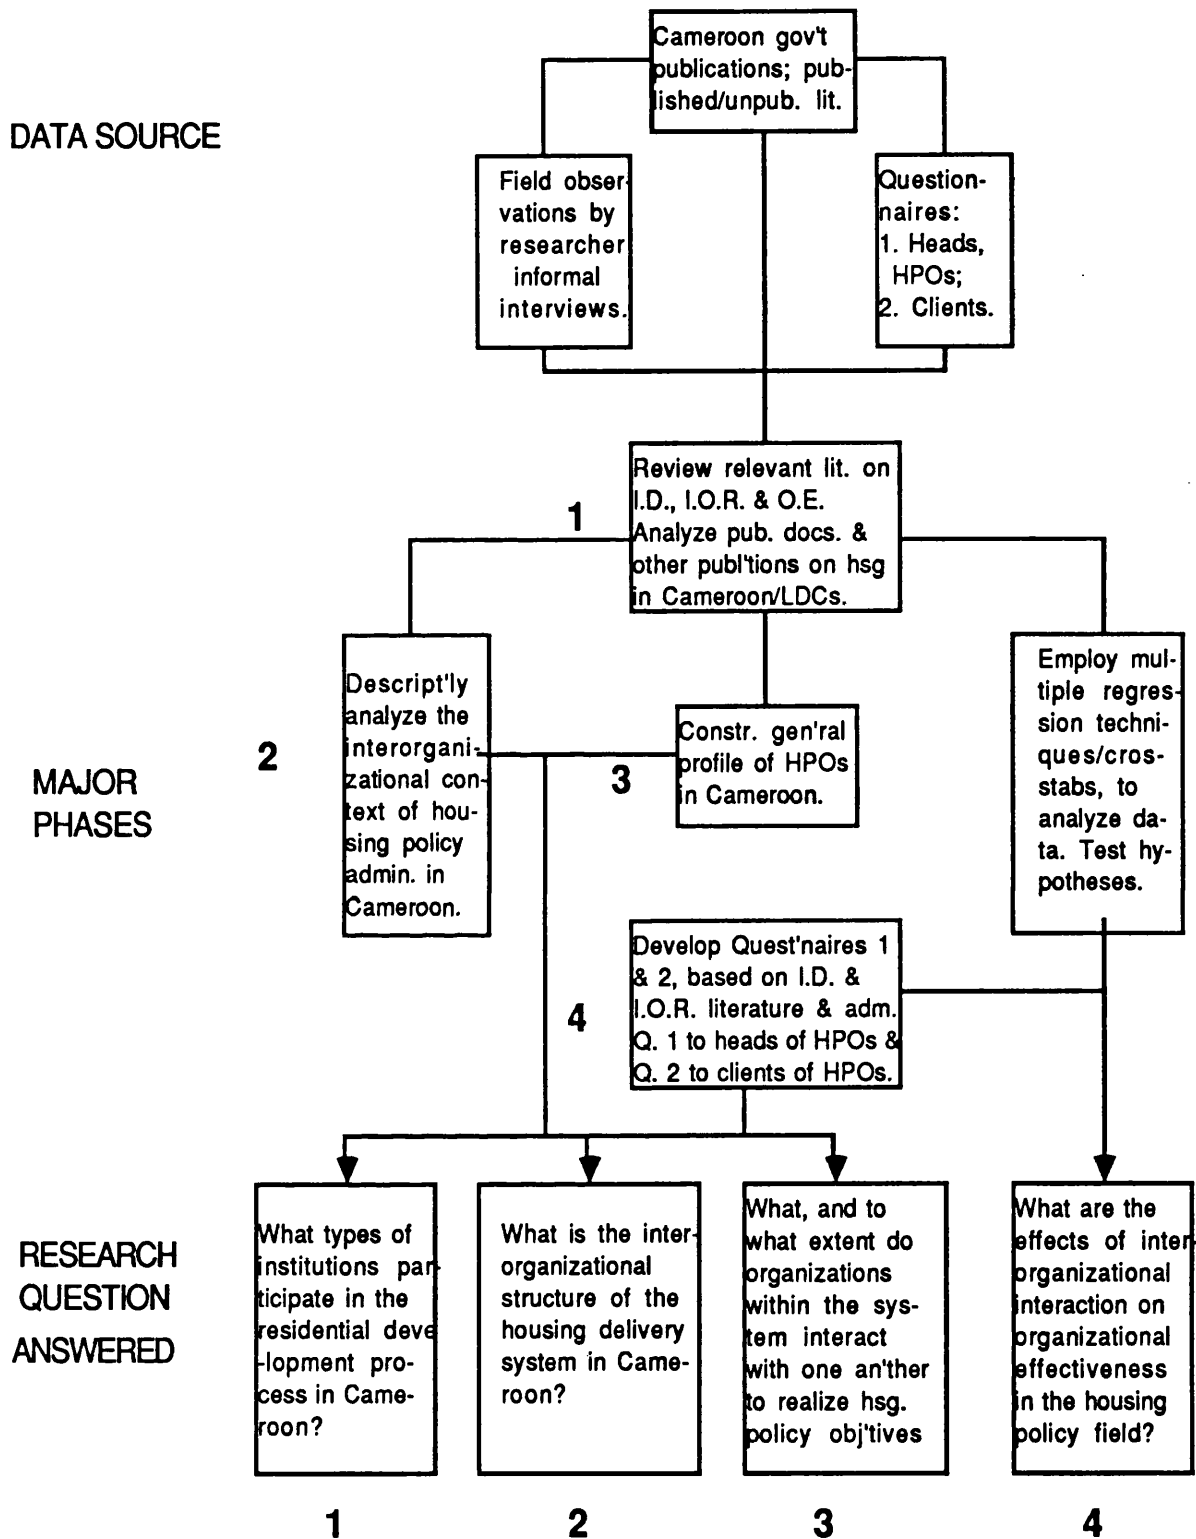 Cameroon gov't
publications; pub-
lished/unpub. lit.
DATA SOURCE
Field obser-
vations by
researcher
informal
interviews.
Question-
naires:
1. Heads,
HPOs;
2. Clients.
1
Review relevant lit. on
I.D., I.O.R. & O.E.
Analyze pub. docs. &
other publ'tions on hsg
in Cameroon/LDCs.
MAJOR
PHASES
2
Descript'ly
analyze the
interorgani-
zational con-
text of hou-
sing policy
admin. in
Cameroon.
3
Constr. gen'ral
profile of HPOs
in Cameroon.
Employ mul-
tiple regres-
sion techni-
ques/cros-
stabs, to
analyze da-
ta. Test hy-
potheses.
4
Develop Quest'naires 1
& 2, based on I.D. &
I.O.R. literature & adm.
Q. 1 to heads of HPOs &
Q. 2 to clients of HPOs.
RESEARCH
QUESTION
ANSWERED
What types of
institutions par-
ticipate in the
residential deve
-lopment pro-
cess in Came-
roon?
What is the inter-
organizational
structure of the
housing delivery
system in Came-
roon?
What, and to
what extent do
organizations
within the sys-
tem interact
with one an'ther
to realize hsg.
policy obj'tives
What are the
effects of inter-
organizational
interaction on
organizational
effectiveness
in the housing
policy field?
1
2
3
4